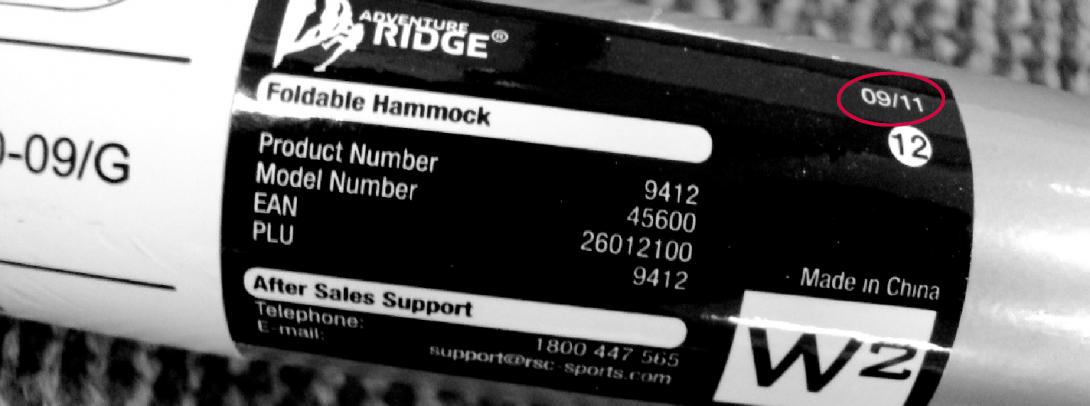 ADVENTURE
RIDGE®
09/11
12
Foldable Hammock
Product Number 9412
Model Number 45600
EAN 26012100
PLU 9412
Made in China
After Sales Support
Telephone: 1800 447 565
E-mail: support@rsc-sports.com
W2
-09/G